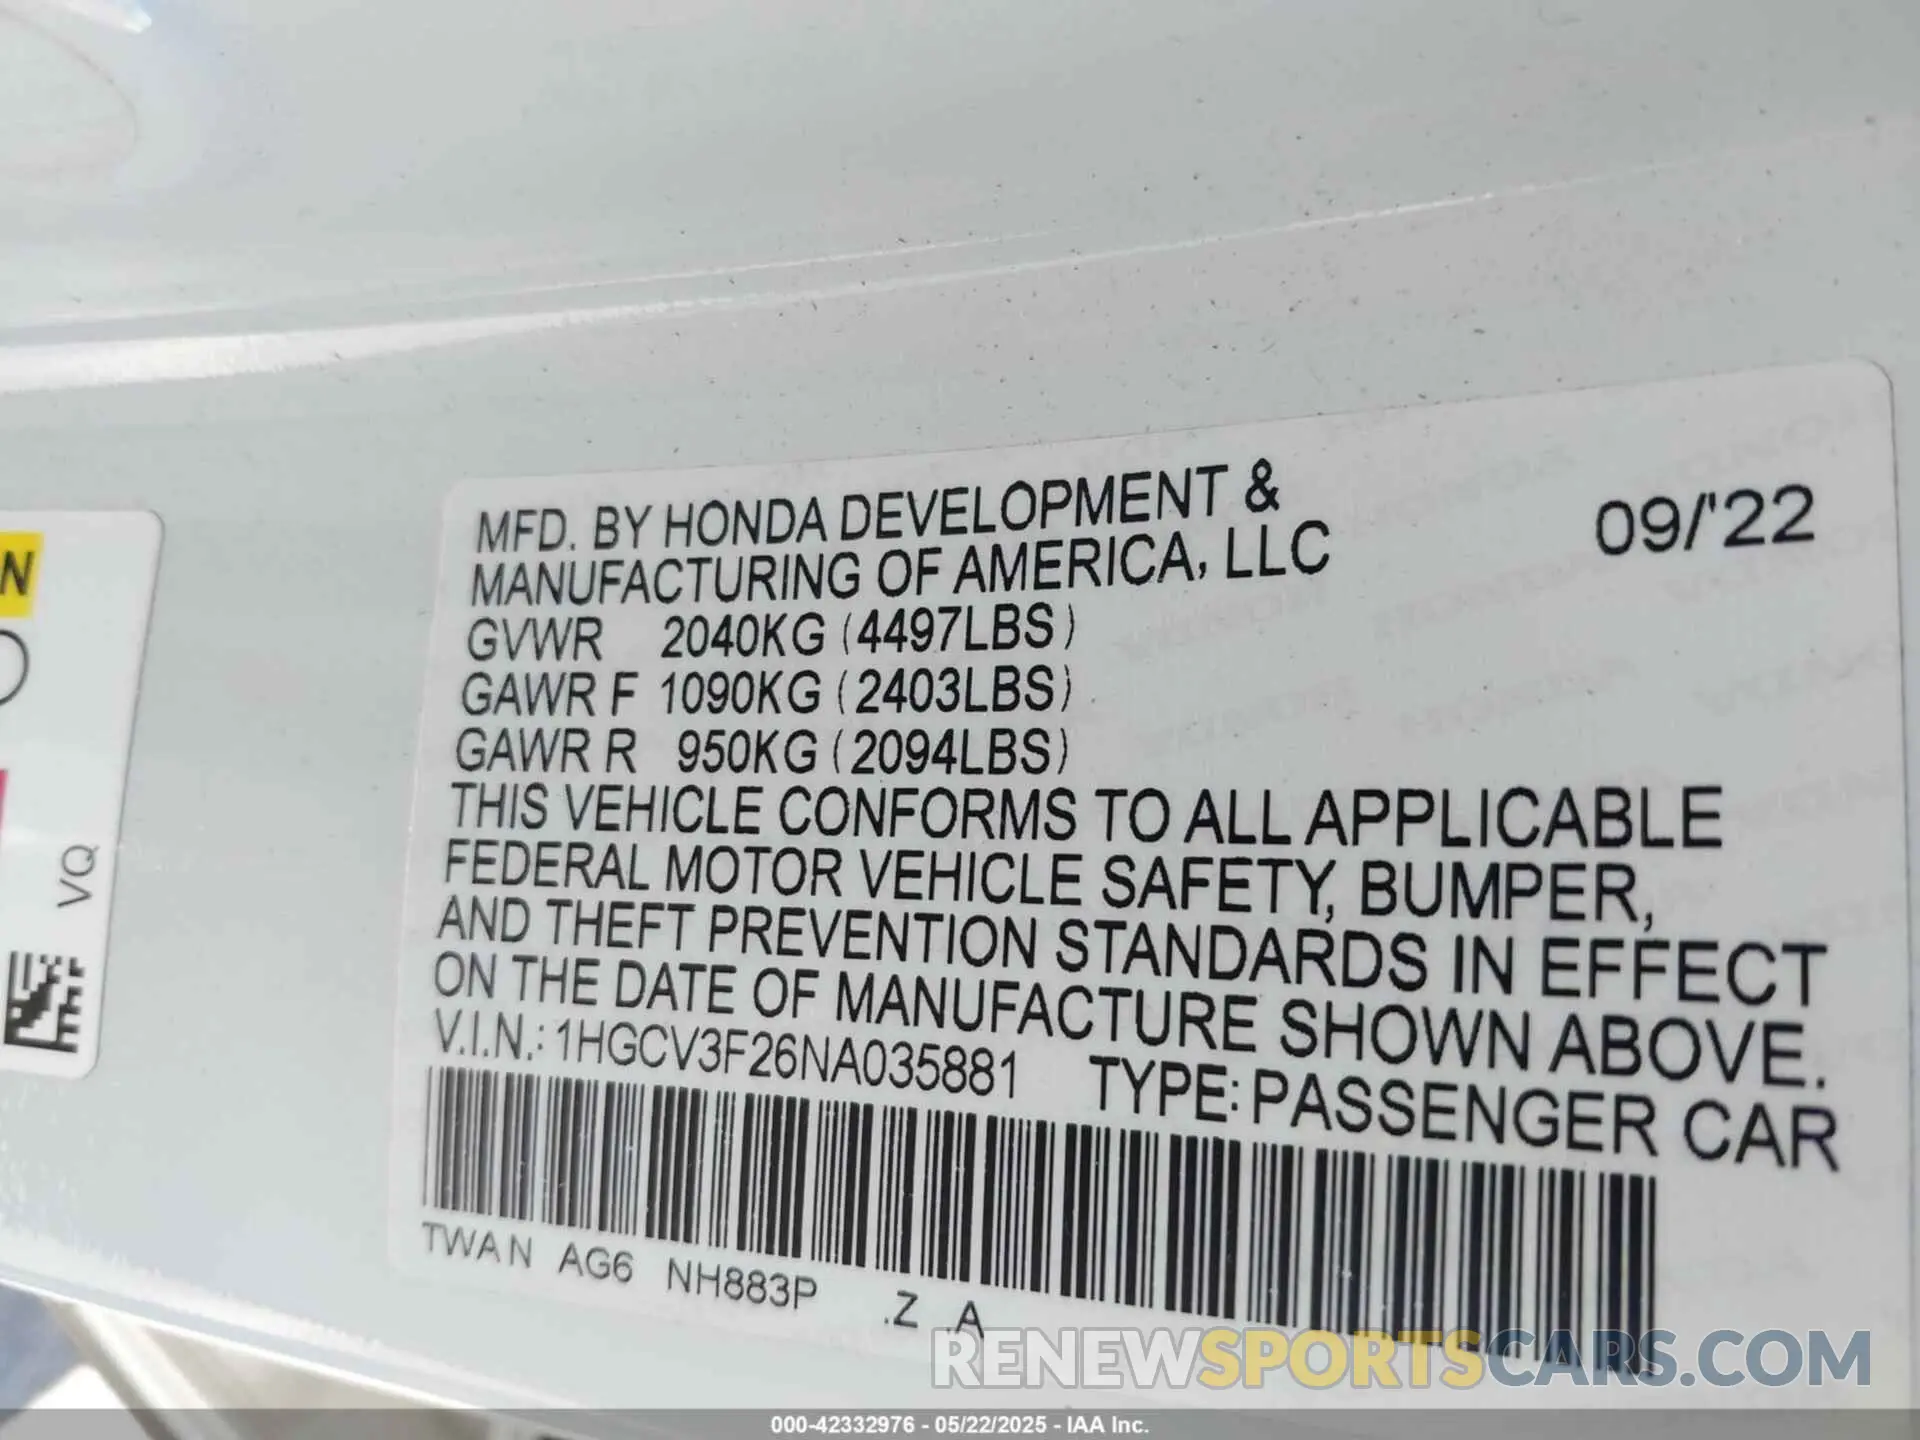 MFD. BY HONDA DEVELOPMENT &
MANUFACTURING OF AMERICA, LLC
09/'22
GVWR 2040KG (4497LBS)
GAWR F 1090KG (2403LBS)
GAWR R 950KG (2094LBS)
THIS VEHICLE CONFORMS TO ALL APPLICABLE
FEDERAL MOTOR VEHICLE SAFETY, BUMPER,
AND THEFT PREVENTION STANDARDS IN EFFECT
ON THE DATE OF MANUFACTURE SHOWN ABOVE.
V.I.N.: 1HGCV3F26NA035881 TYPE: PASSENGER CAR
TWAN AG6 NH883P .Z .A
N
VQ
RENEWSPORTSCARS.COM
000-42332976 - 05/22/2025 - IAA Inc.